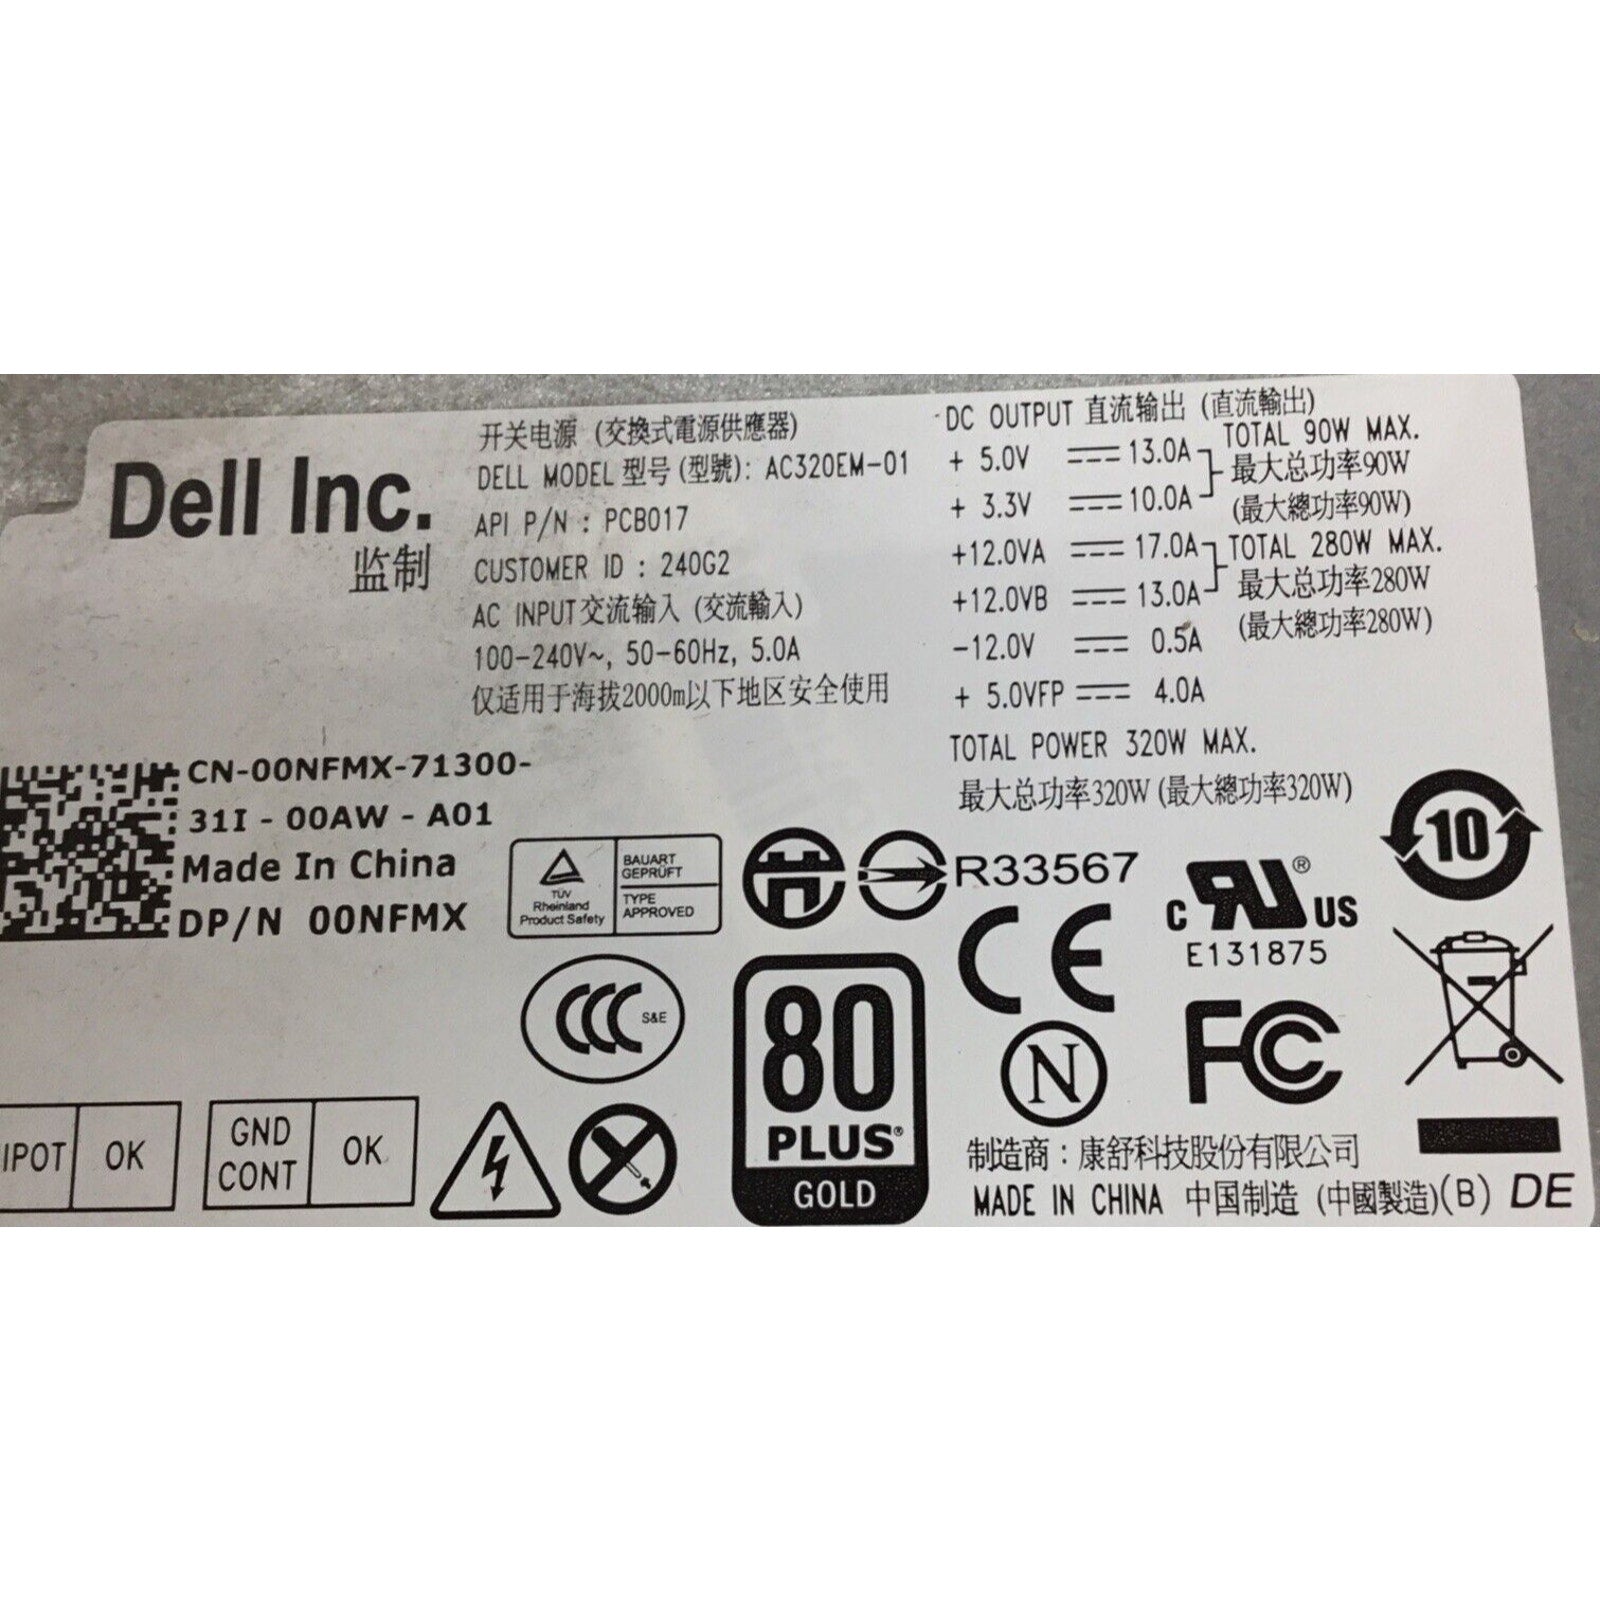 Dell Inc.
监制
开关电源 (交換式電源供應器)
DELL MODEL 型号 (型號): AC320EM-01
API P/N : PCB017
CUSTOMER ID : 240G2
AC INPUT 交流输入 (交流輸入)
100-240V~, 50-60Hz, 5.0A
仅适用于海拔2000m以下地区安全使用
DC OUTPUT 直流输出 (直流輸出)
+ 5.0V 13.0A TOTAL 90W MAX.
最大总功率90W
+ 3.3V 10.0A (最大總功率90W)
+12.0VA 17.0A TOTAL 280W MAX.
最大总功率280W
+12.0VB 13.0A (最大總功率280W)
-12.0V 0.5A
+ 5.0VFP 4.0A
TOTAL POWER 320W MAX.
最大总功率320W (最大總功率320W)
CN-00NFMX-71300-
31I - 00AW - A01
Made In China
DP/N 00NFMX
TÜV
Rheinland
Product Safety
BAUART
GEPRÜFT
TYPE
APPROVED
R33567
c RU ® US
E131875
10
CCC S&E
80
PLUS®
GOLD
CE
N
FC
IPOT OK
GND
CONT OK
制造商 : 康舒科技股份有限公司
MADE IN CHINA 中国制造 (中國製造)(B) DE